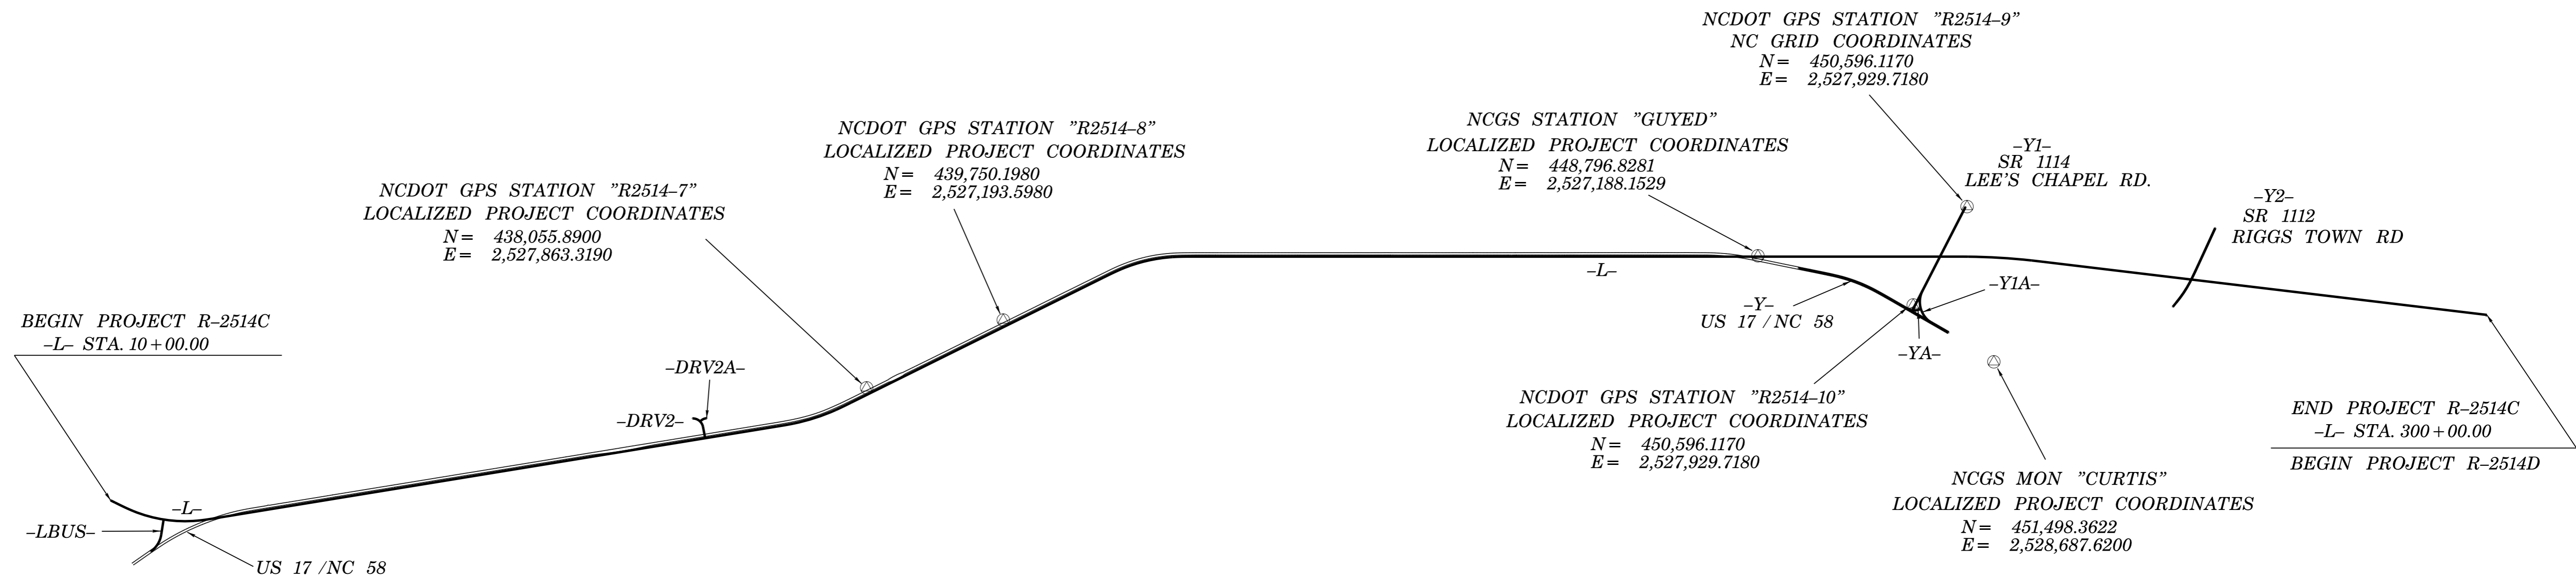 NCDOT GPS STATION "R2514–9"
NC GRID COORDINATES
N= 450,596.1170
E= 2,527,929.7180
NCGS STATION "GUYED"
LOCALIZED PROJECT COORDINATES
N= 448,796.8281
E= 2,527,188.1529
NCDOT GPS STATION "R2514–8"
LOCALIZED PROJECT COORDINATES
N= 439,750.1980
E= 2,527,193.5980
–Y1–
SR 1114
LEE'S CHAPEL RD.
NCDOT GPS STATION "R2514–7"
LOCALIZED PROJECT COORDINATES
N= 438,055.8900
E= 2,527,863.3190
–Y2–
SR 1112
RIGGS TOWN RD
–L–
–Y1A–
–Y–
US 17 /NC 58
BEGIN PROJECT R–2514C
–L– STA. 10+00.00
–YA–
–DRV2A–
–DRV2–
NCDOT GPS STATION "R2514–10"
LOCALIZED PROJECT COORDINATES
N= 450,596.1170
E= 2,527,929.7180
END PROJECT R–2514C
–L– STA. 300+00.00
BEGIN PROJECT R–2514D
NCGS MON "CURTIS"
LOCALIZED PROJECT COORDINATES
N= 451,498.3622
E= 2,528,687.6200
–L–
–LBUS–
US 17 /NC 58